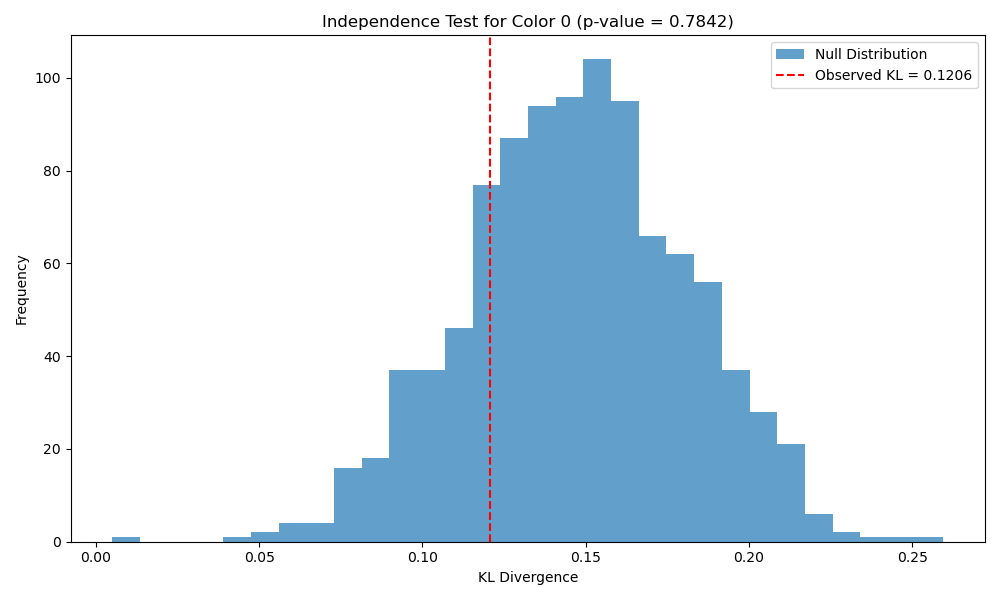 Independence Test for Color 0 (p-value = 0.7842)
Null Distribution
Observed KL = 0.1206
Frequency
100
80
60
40
20
0
0.00 0.05 0.10 0.15 0.20 0.25
KL Divergence